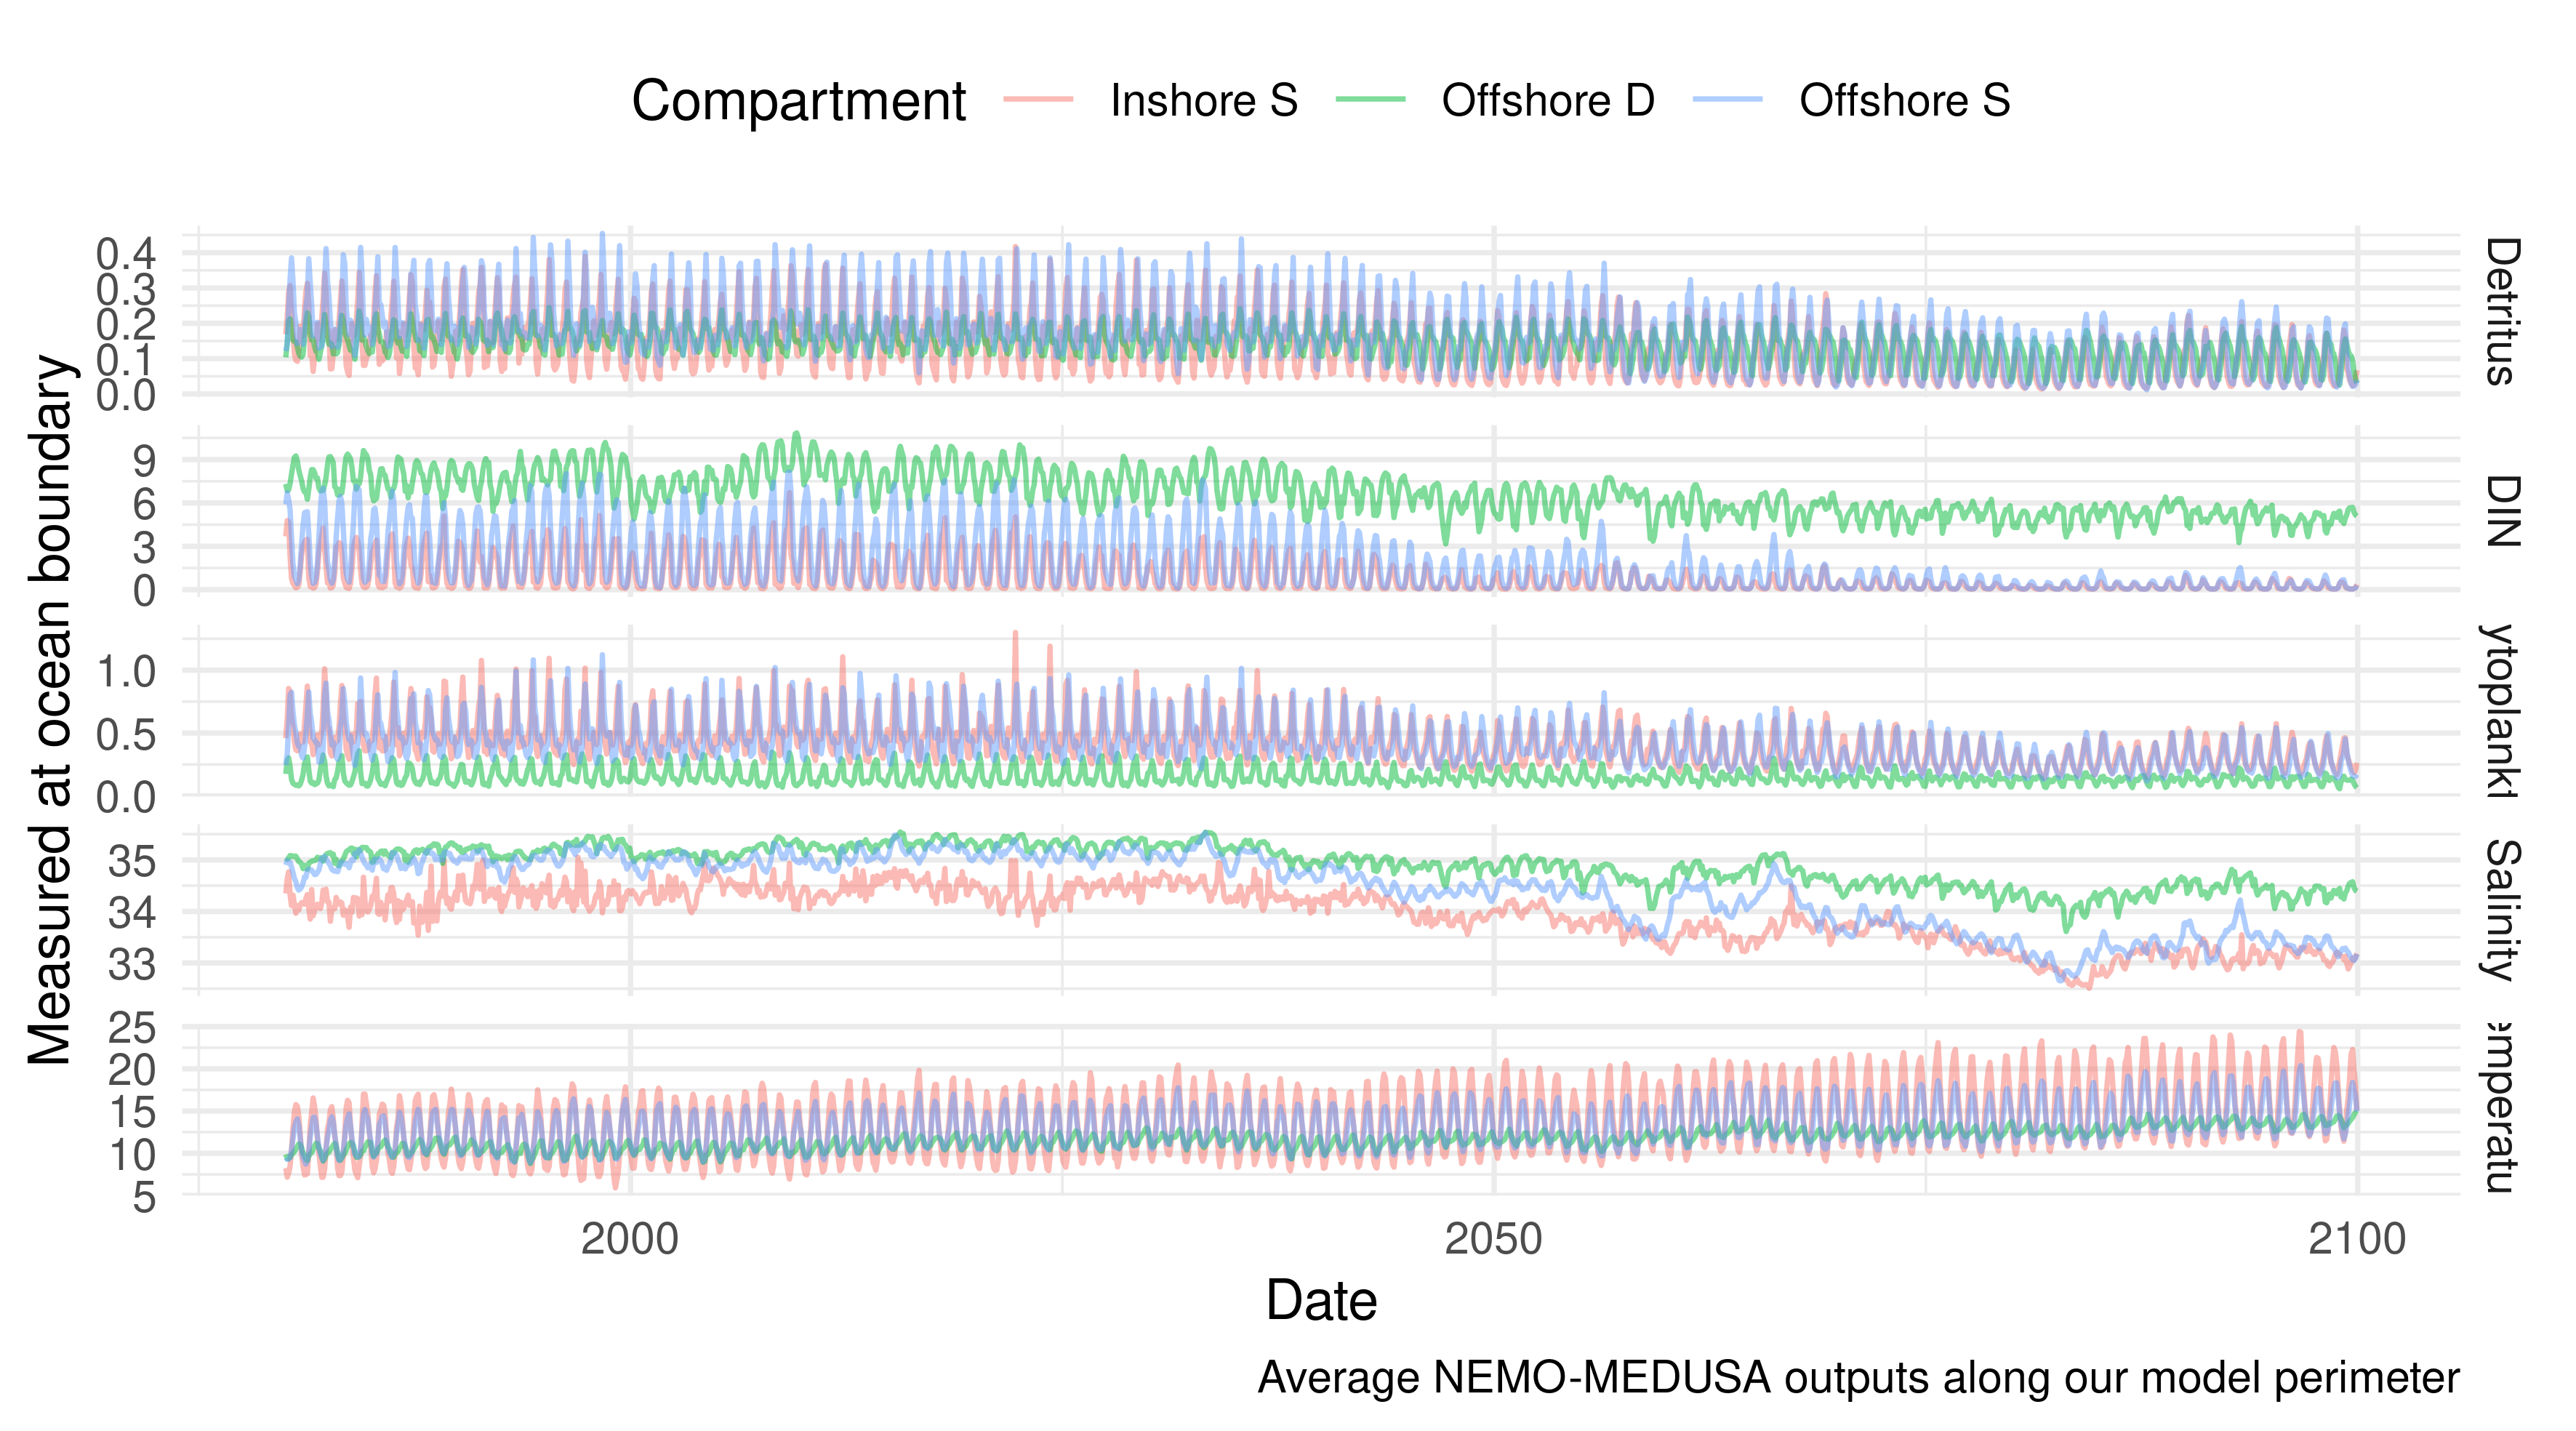 Compartment Inshore S Offshore D Offshore S
Measured at ocean boundary
0.4
0.3
0.2
0.1
0.0
Detritus
9
6
3
0
DIN
1.0
0.5
0.0
ytoplankt
35
34
33
Salinity
25
20
15
10
5
emperatu
2000 2050 2100
Date
Average NEMO-MEDUSA outputs along our model perimeter